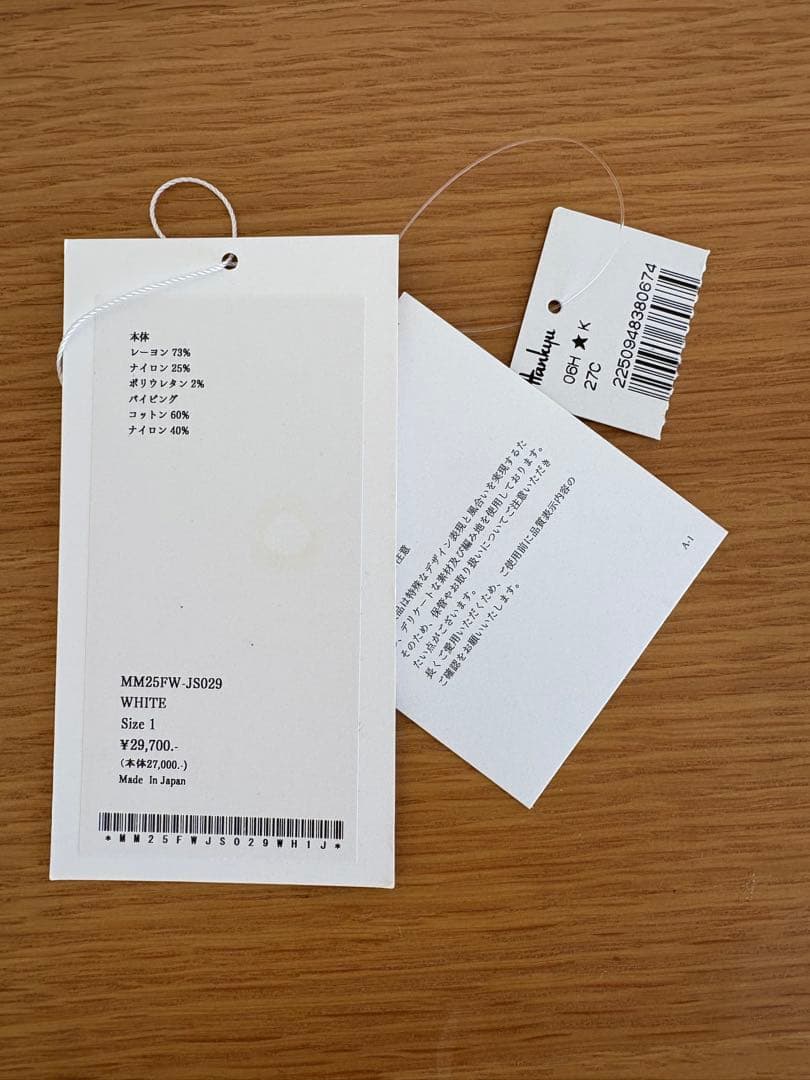 本体
レーヨン 73%
ナイロン 25%
ポリウレタン 2%
パイピング
コットン 60%
ナイロン 40%
MM25FW-JS029
WHITE
Size 1
¥29,700.-
(本体27,000.-)
Made In Japan
*MM25FWJS029WH1J*
注意
品は特殊なデザイン表現と風合いを実現するた
、デリケートな素材及び編み地を使用しております。
そのため、保管やお取り扱いについてご注意いただき
たい点がございます。
長くご愛用いただくため、ご使用前に品質表示内容の
ご確認をお願いいたします。
A-1
Hankyu
06H ★ K
27C
2250948380674